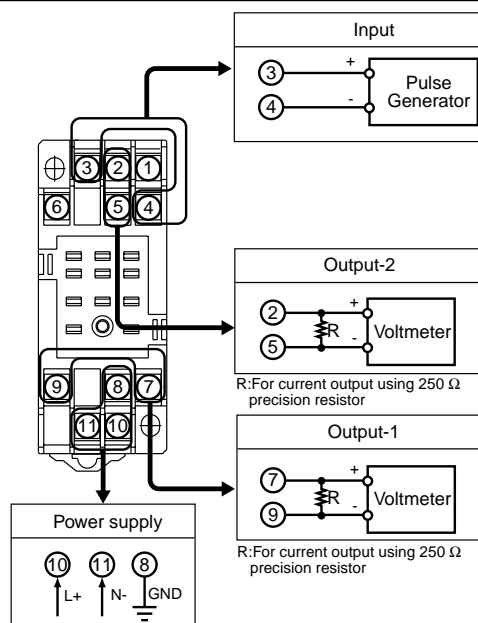 Input
3 + Pulse
4 - Generator
3 2 1
6 5 4
Output-2
2 + R Voltmeter
5 -
R:For current output using 250 Ω
precision resistor
9 8 7
11 10
Output-1
7 + R Voltmeter
9 -
R:For current output using 250 Ω
precision resistor
Power supply
10 11 8
L+ N- GND